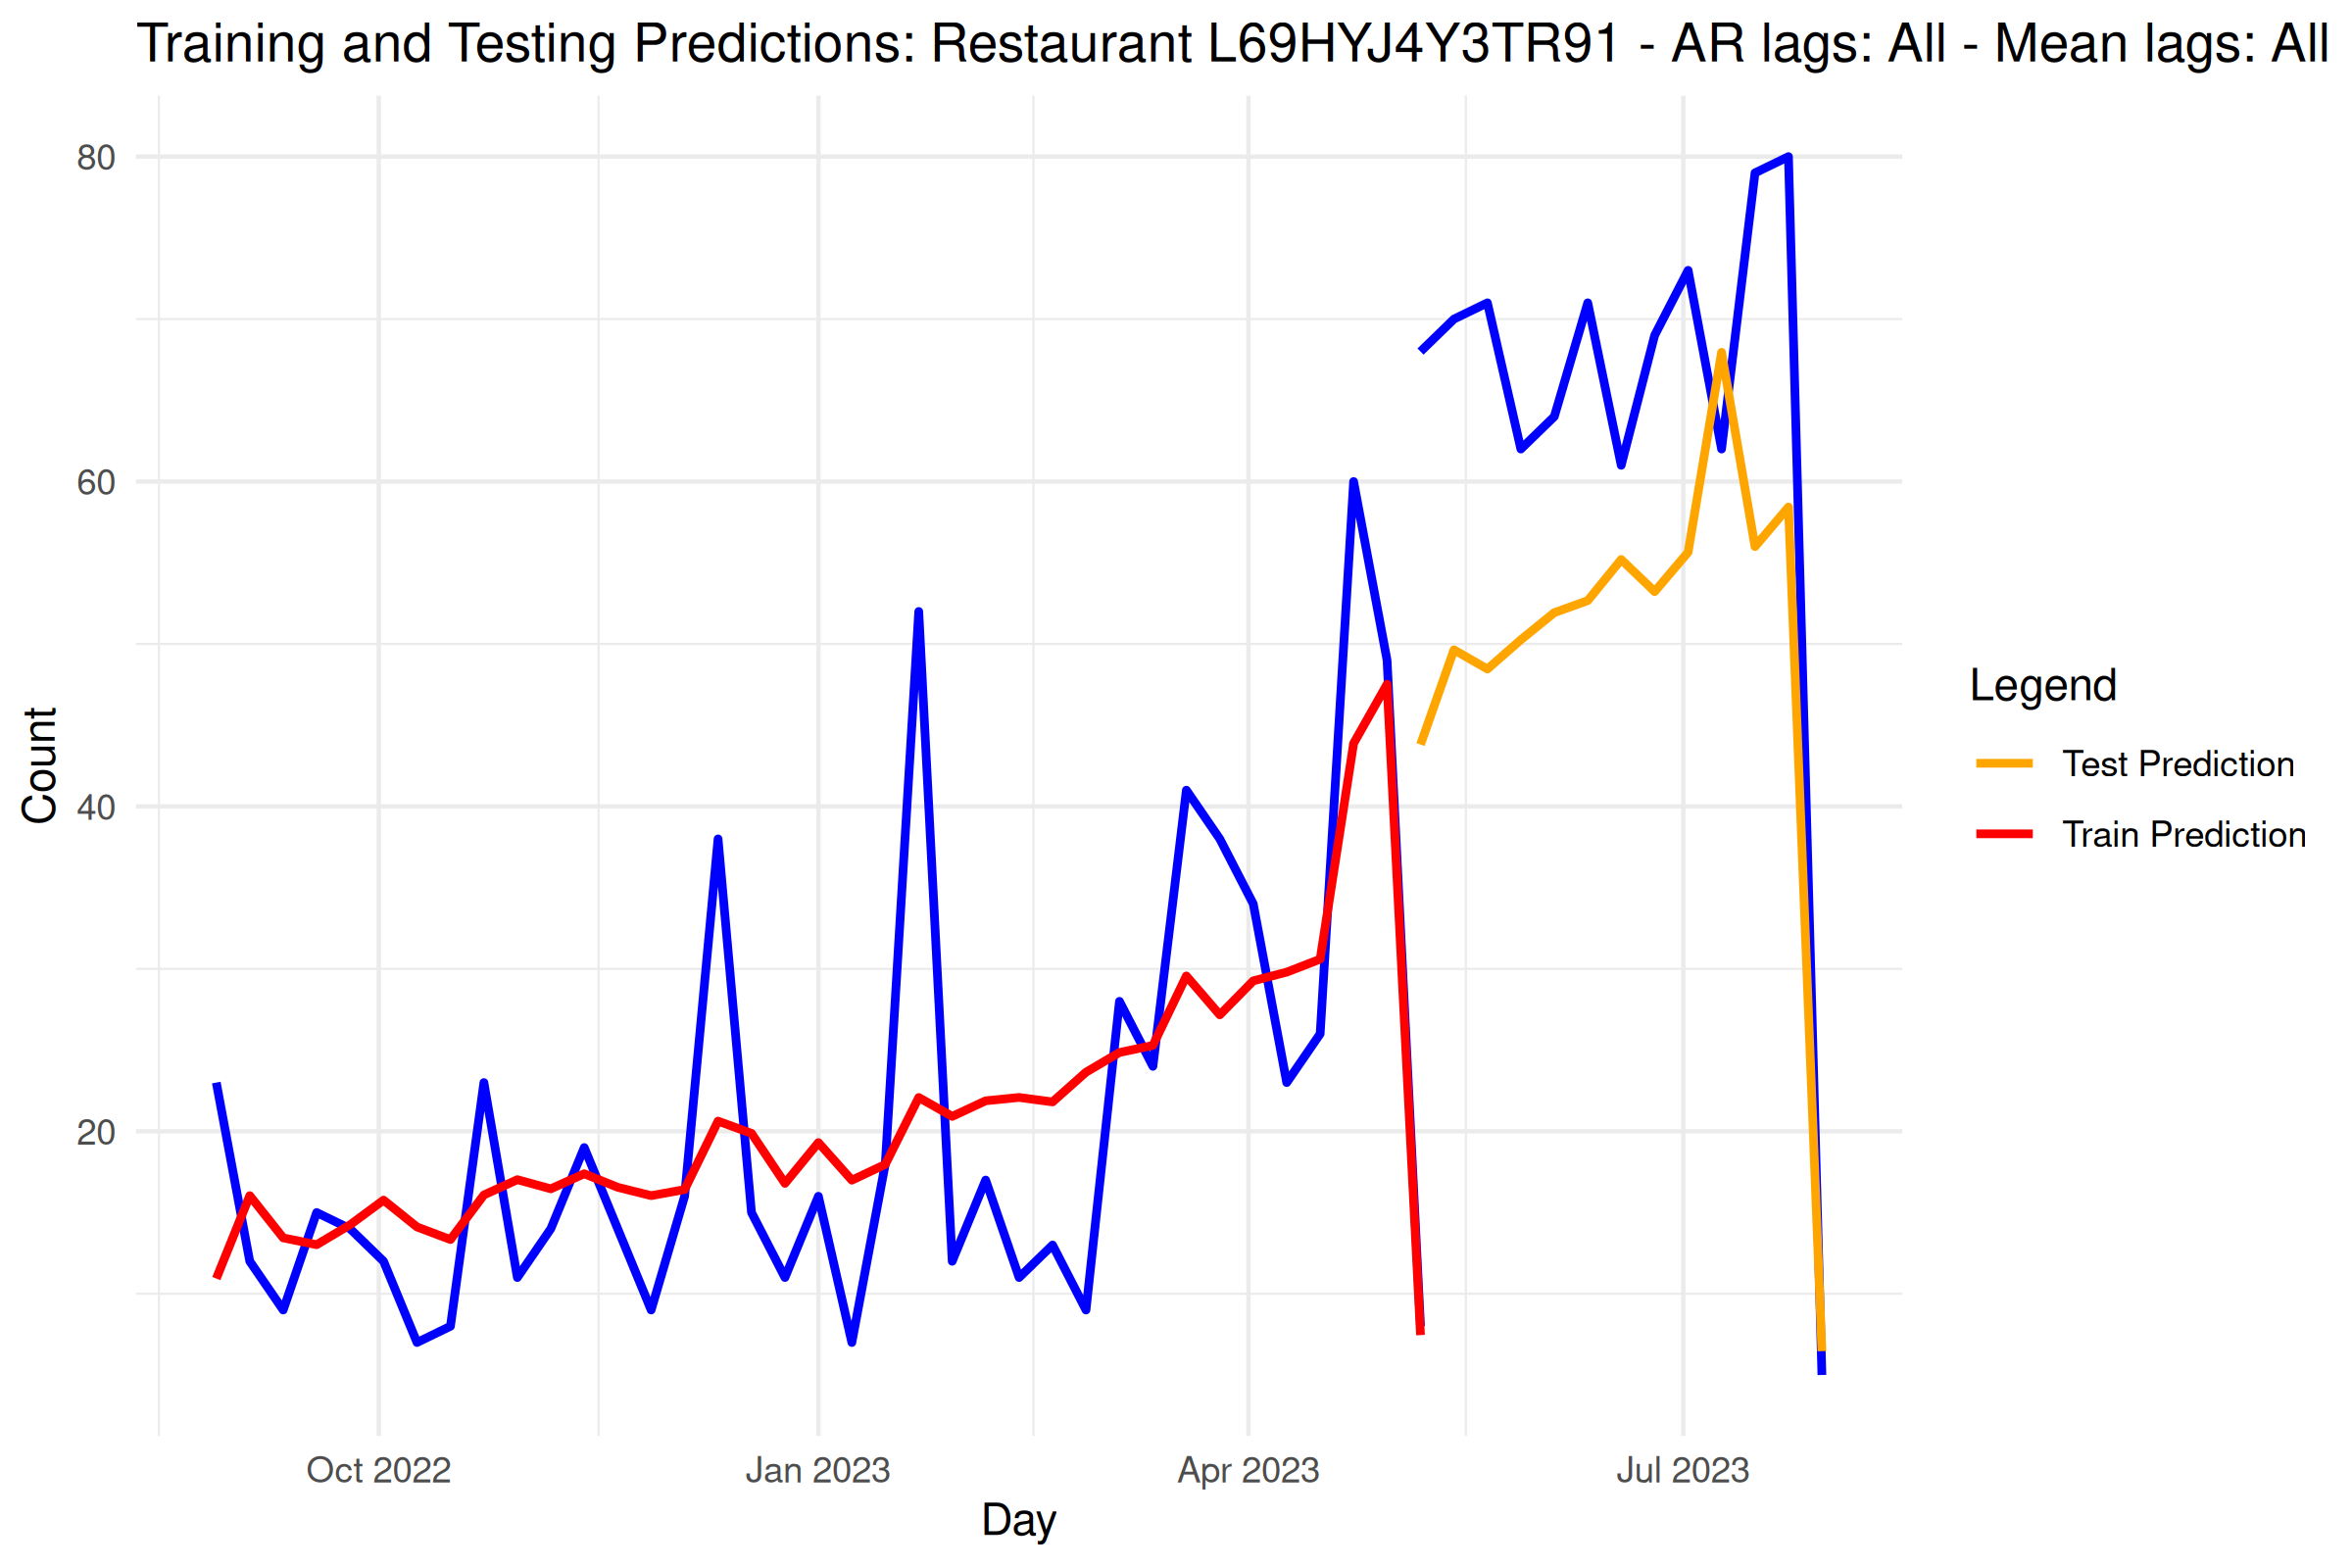 Training and Testing Predictions: Restaurant L69HYJ4Y3TR91 - AR lags: All - Mean lags: All
80
60
40
20
Count
Oct 2022
Jan 2023
Apr 2023
Jul 2023
Day
Legend
Test Prediction
Train Prediction